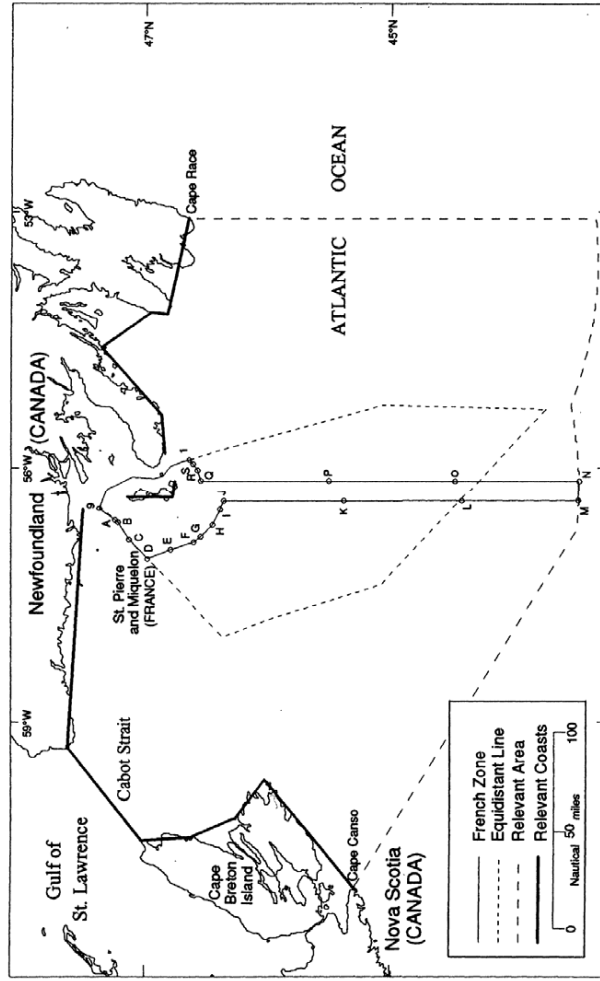 47°N
45°N
53°W
56°W
59°W
Newfoundland
(CANADA)
Cape Race
ATLANTIC
OCEAN
St. Pierre
and Miquelon
(FRANCE)
Gulf of
St. Lawrence
Cabot Strait
Cape
Breton
Island
Cape Canso
Nova Scotia
(CANADA)
9
A
B
C
D
E
F
G
H
I
J
K
L
M
N
O
P
Q
R
S
1
French Zone
Equidistant Line
Relevant Area
Relevant Coasts
0
50
100
Nautical
miles